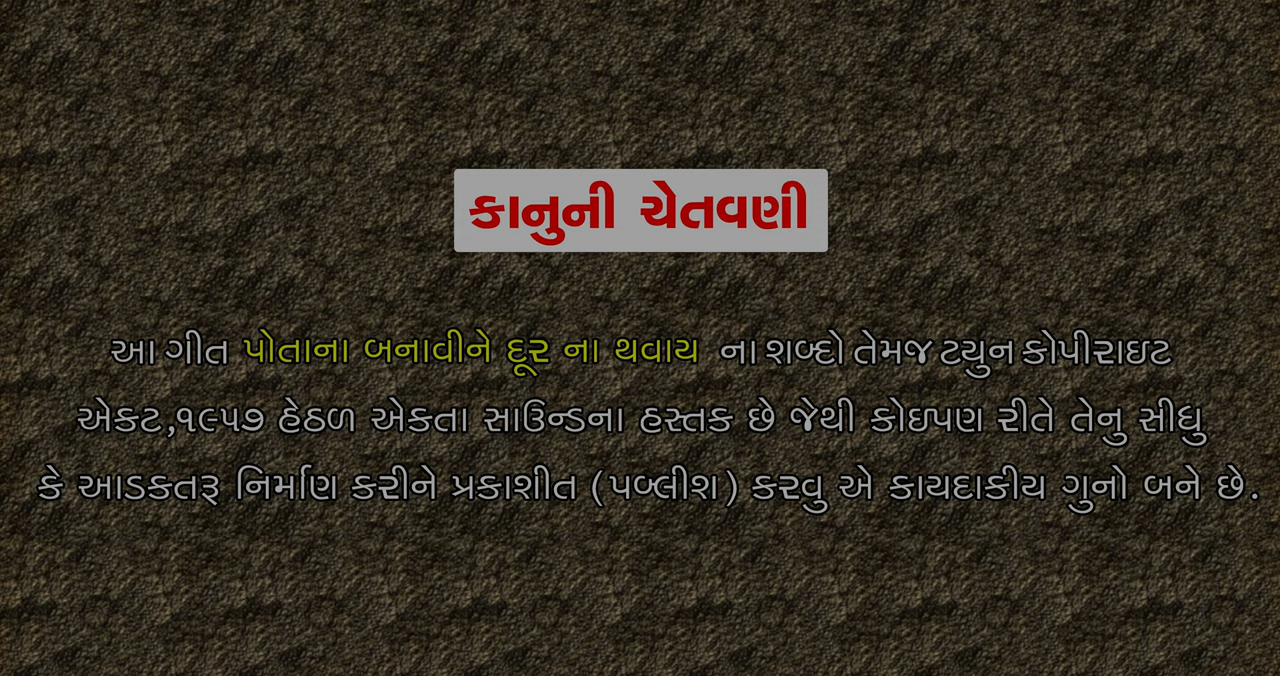 કાનુની ચેતવણી
આ ગીત પોતાના બનાવીને દૂર ના થવાય ના શબ્દો તેમજ ટ્યુન કોપીરાઇટ
એકટ,૧૯૫૭ હેઠળ એકતા સાઉન્ડના હસ્તક છે જેથી કોઇપણ રીતે તેનુ સીધુ
કે આડકતરૂ નિર્માણ કરીને પ્રકાશીત (પબ્લીશ) કરવુ એ કાયદાકીય ગુનો બને છે.